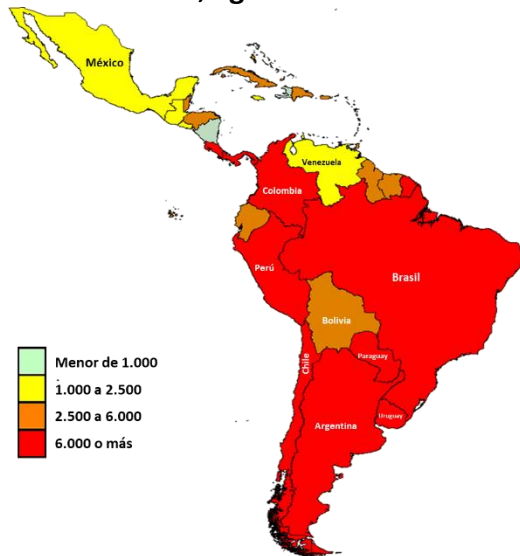 México
Venezuela
Colombia
Perú
Brasil
Bolivia
Paraguay
Chile
Uruguay
Argentina
Menor de 1.000
1.000 a 2.500
2.500 a 6.000
6.000 o más